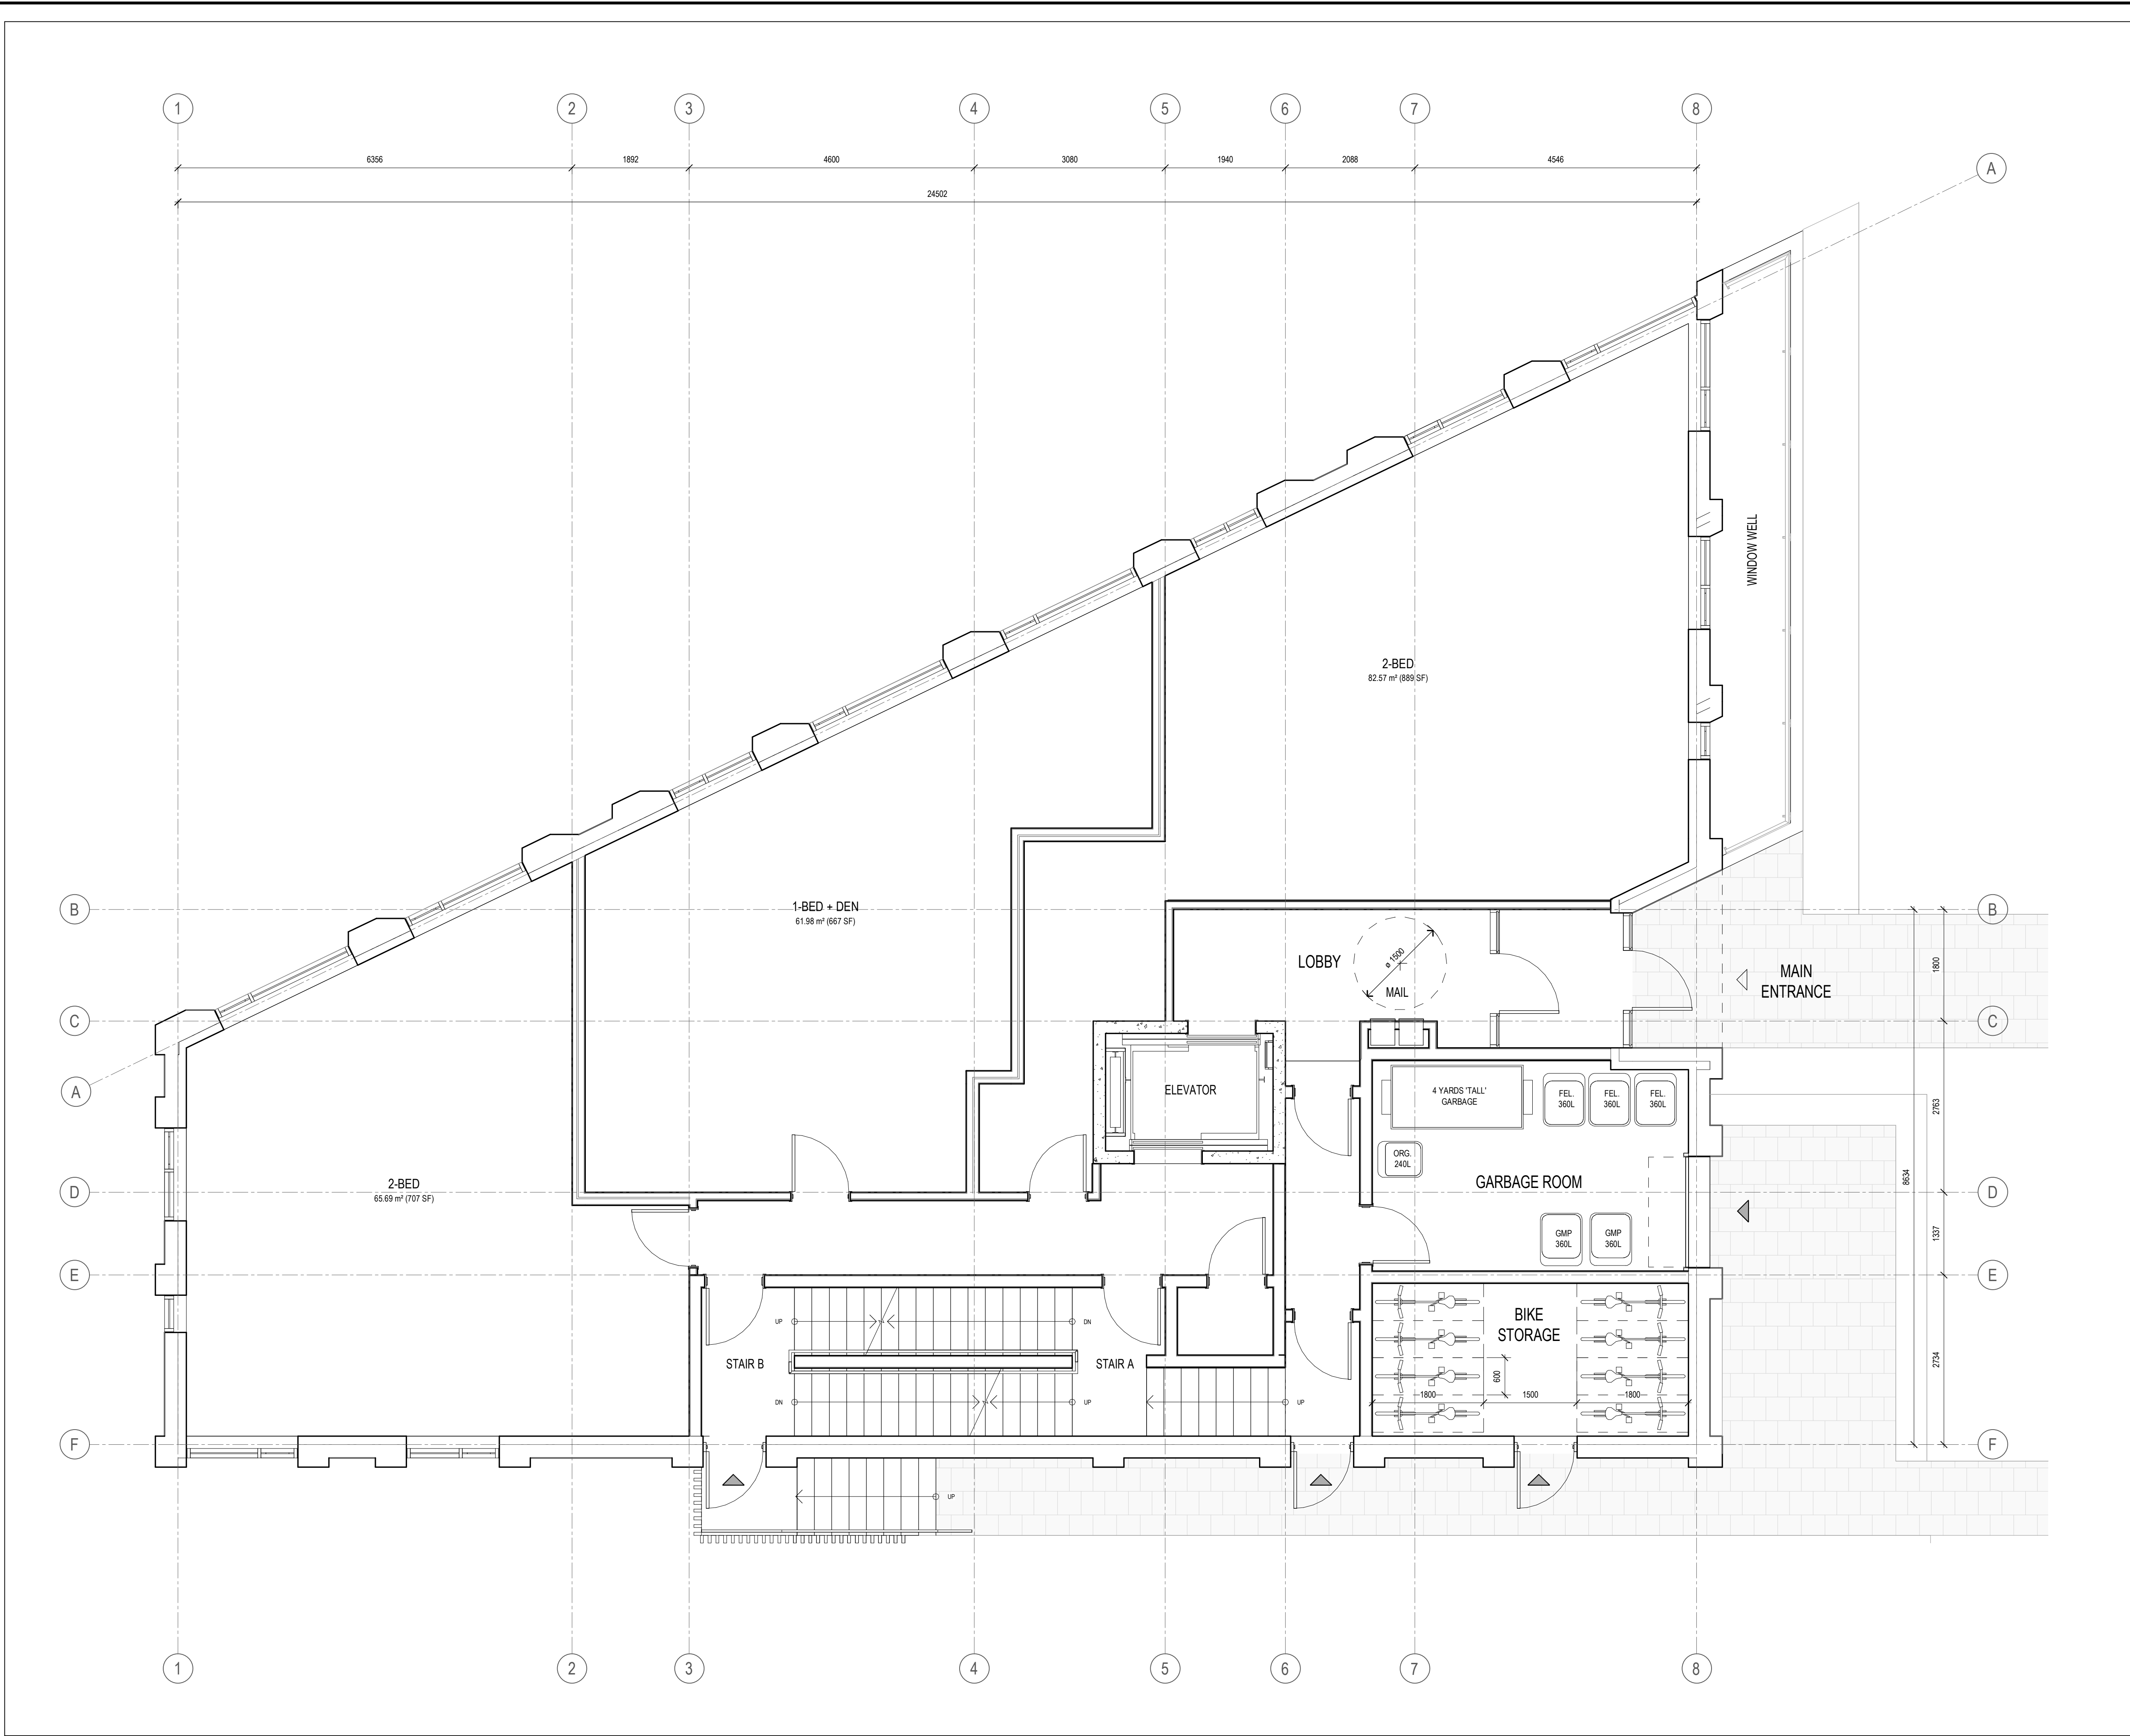 1 2 3 4 5 6 7 8
6356 1892 4600 3080 1940 2088 4546
A
24502
WINDOW WELL
2-BED
82.57 m² (889 SF)
1-BED + DEN
61.98 m² (667 SF)
B B
LOBBY
ø 1500
MAIL
MAIN
ENTRANCE
1800
C C
A
ELEVATOR
4 YARDS 'TALL'
GARBAGE
FEL.
360L
FEL.
360L
FEL.
360L
2763
ORG.
240L
2-BED
65.69 m² (707 SF)
GARBAGE ROOM
8634
D D
GMP
360L
GMP
360L
1337
E E
UP DN
BIKE
STORAGE
STAIR B STAIR A
600
2734
1800 1500 1800
DN UP UP
F F
UP
1 2 3 4 5 6 7 8